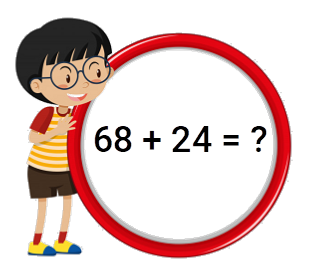 68 + 24 = ?